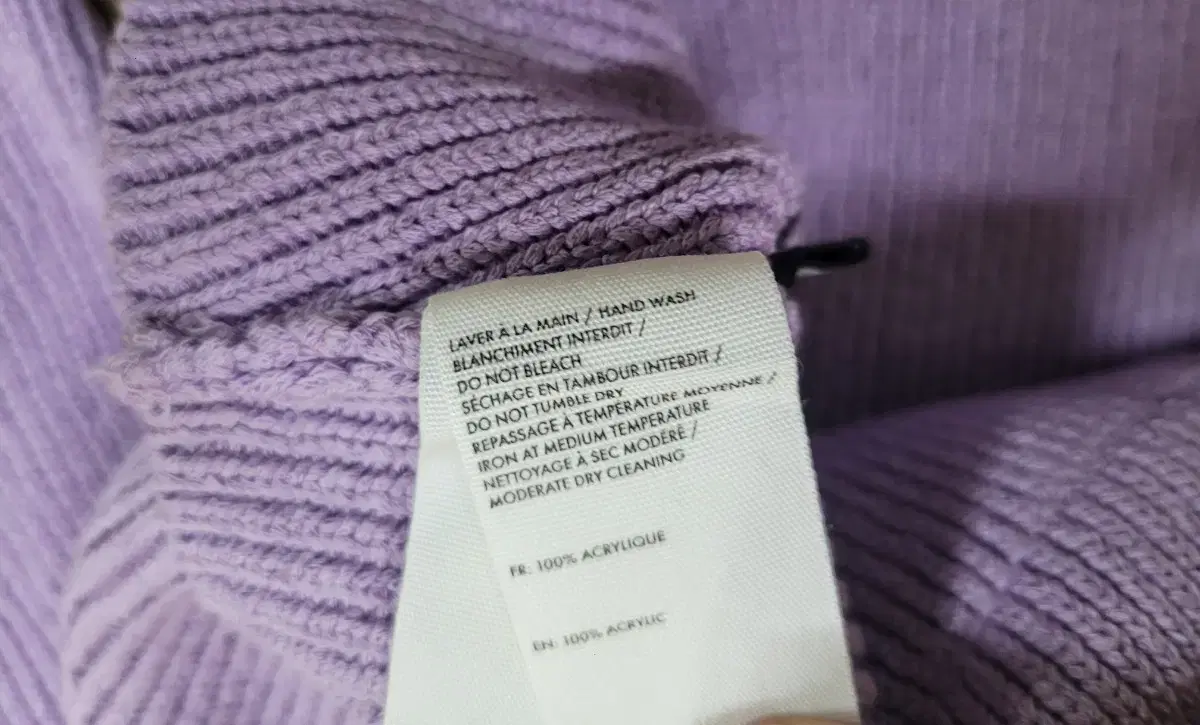 LAVER A LA MAIN / HAND WASH
BLANCHIMENT INTERDIT /
DO NOT BLEACH
SÉCHAGE EN TAMBOUR INTERDIT /
DO NOT TUMBLE DRY
REPASSAGE À TEMPÉRATURE MOYENNE /
IRON AT MEDIUM TEMPERATURE
NETTOYAGE À SEC MODÉRÉ /
MODERATE DRY CLEANING
FR: 100% ACRYLIQUE
EN: 100% ACRYLIC